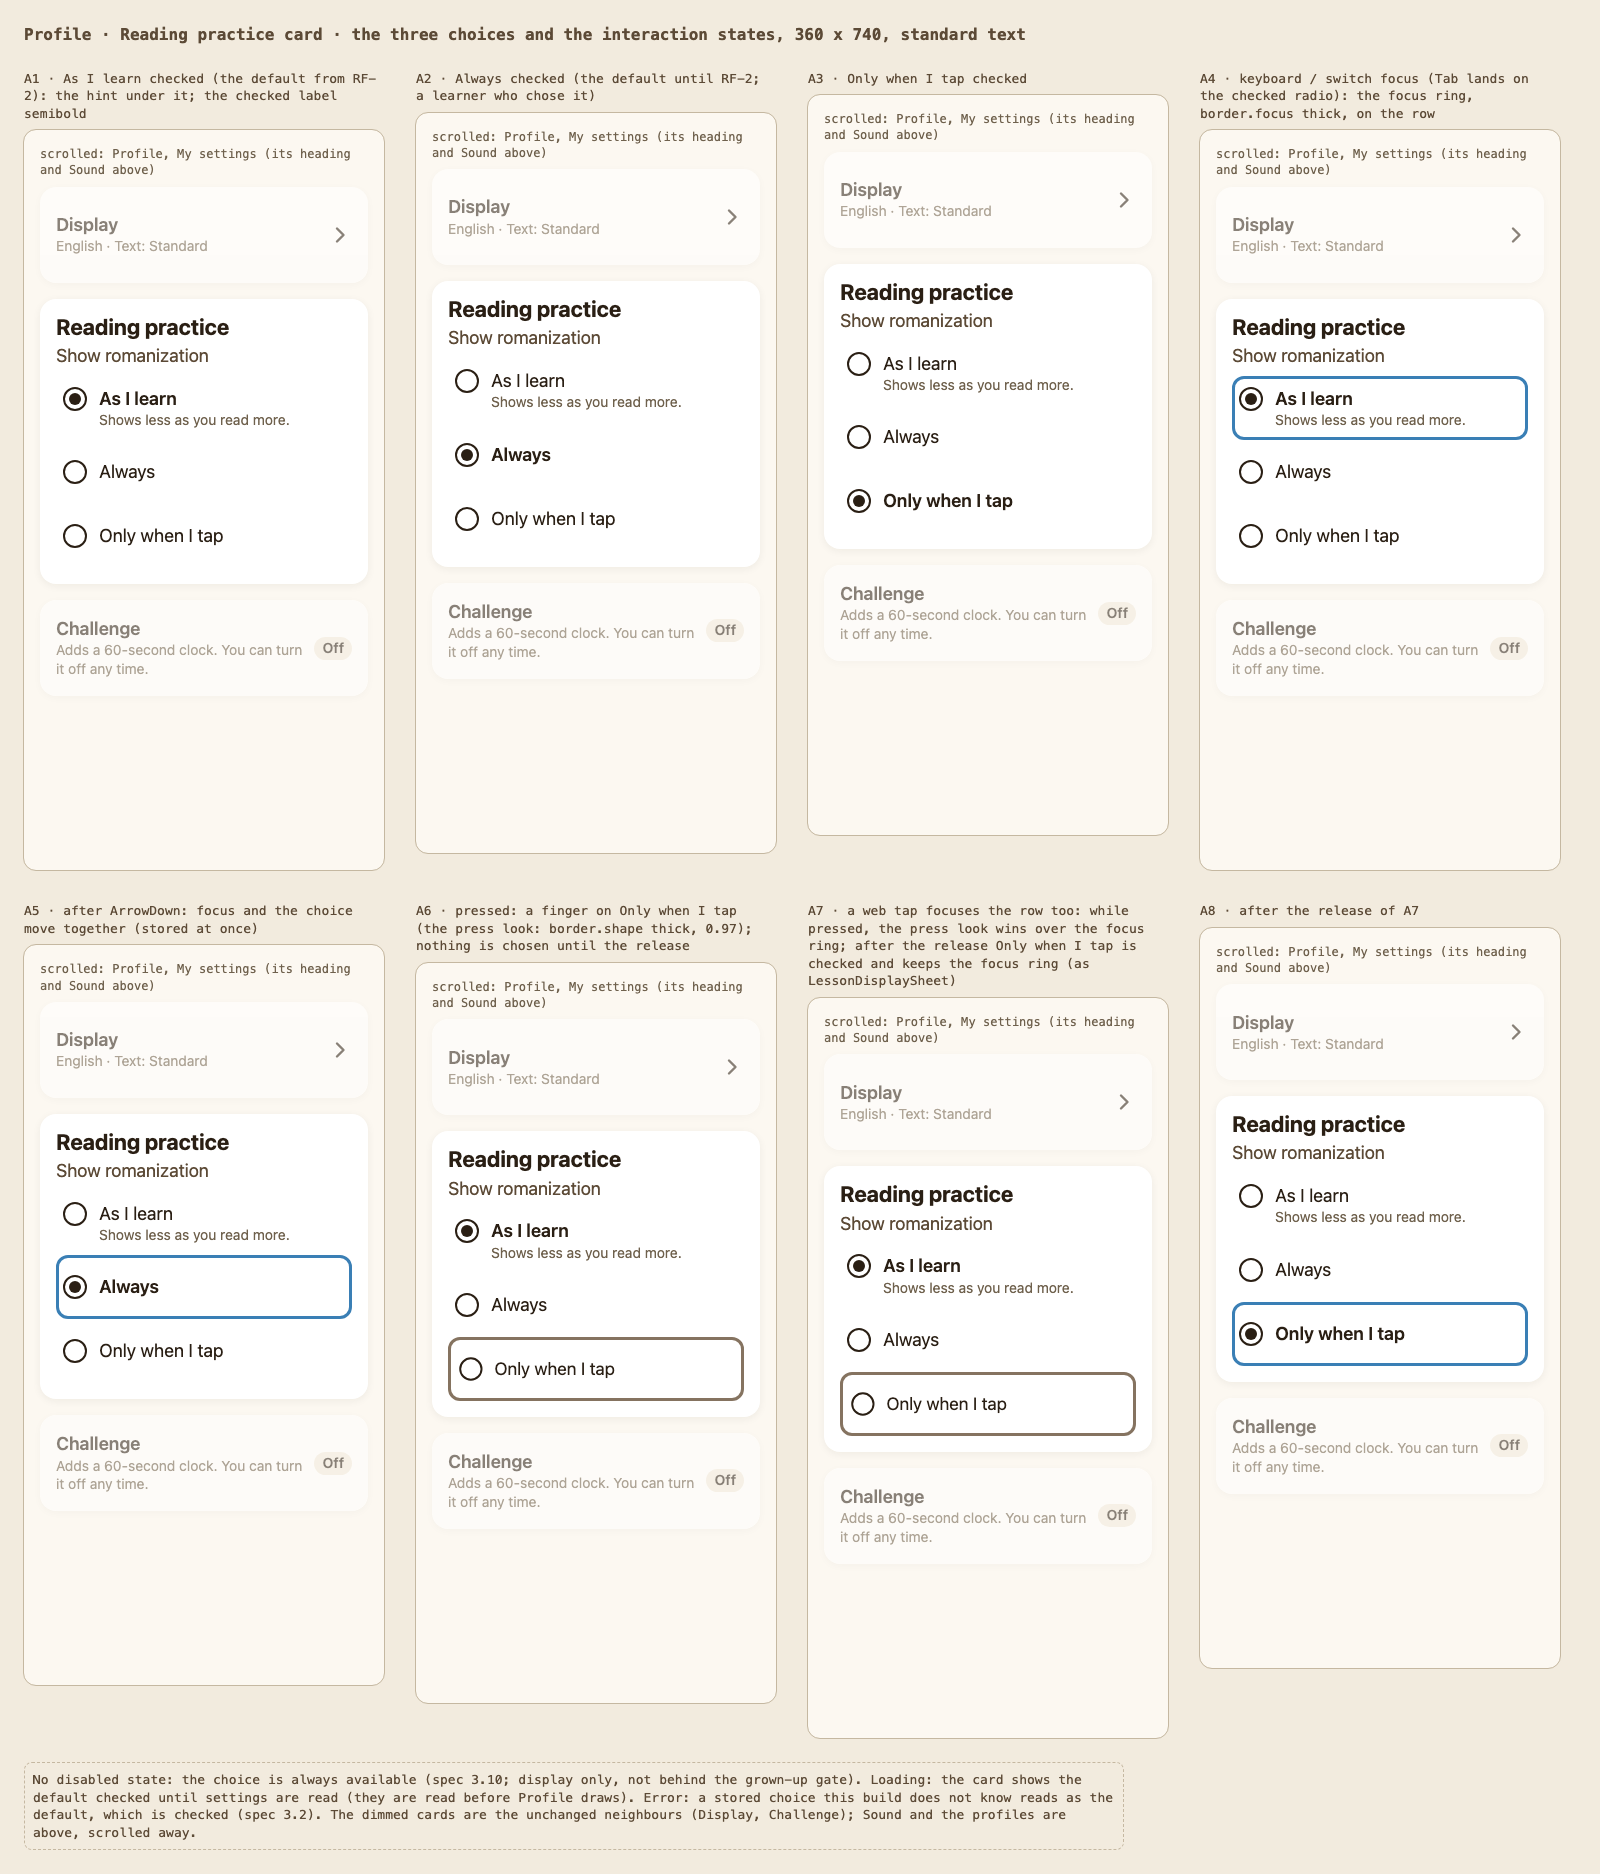 Profile · Reading practice card · the three choices and the interaction states, 360 x 740, standard text
A1 · As I learn checked (the default from RF-
2): the hint under it; the checked label
semibold
scrolled: Profile, My settings (its heading
and Sound above)
Display
English · Text: Standard
Reading practice
Show romanization
As I learn
Shows less as you read more.
Always
Only when I tap
Challenge
Adds a 60-second clock. You can turn
it off any time.
Off
A2 · Always checked (the default until RF-2;
a learner who chose it)
scrolled: Profile, My settings (its heading
and Sound above)
Display
English · Text: Standard
Reading practice
Show romanization
As I learn
Shows less as you read more.
Always
Only when I tap
Challenge
Adds a 60-second clock. You can turn
it off any time.
Off
A3 · Only when I tap checked
scrolled: Profile, My settings (its heading
and Sound above)
Display
English · Text: Standard
Reading practice
Show romanization
As I learn
Shows less as you read more.
Always
Only when I tap
Challenge
Adds a 60-second clock. You can turn
it off any time.
Off
A4 · keyboard / switch focus (Tab lands on
the checked radio): the focus ring,
border.focus thick, on the row
scrolled: Profile, My settings (its heading
and Sound above)
Display
English · Text: Standard
Reading practice
Show romanization
As I learn
Shows less as you read more.
Always
Only when I tap
Challenge
Adds a 60-second clock. You can turn
it off any time.
Off
A5 · after ArrowDown: focus and the choice
move together (stored at once)
scrolled: Profile, My settings (its heading
and Sound above)
Display
English · Text: Standard
Reading practice
Show romanization
As I learn
Shows less as you read more.
Always
Only when I tap
Challenge
Adds a 60-second clock. You can turn
it off any time.
Off
A6 · pressed: a finger on Only when I tap
(the press look: border.shape thick, 0.97);
nothing is chosen until the release
scrolled: Profile, My settings (its heading
and Sound above)
Display
English · Text: Standard
Reading practice
Show romanization
As I learn
Shows less as you read more.
Always
Only when I tap
Challenge
Adds a 60-second clock. You can turn
it off any time.
Off
A7 · a web tap focuses the row too: while
pressed, the press look wins over the focus
ring; after the release Only when I tap is
checked and keeps the focus ring (as
LessonDisplaySheet)
scrolled: Profile, My settings (its heading
and Sound above)
Display
English · Text: Standard
Reading practice
Show romanization
As I learn
Shows less as you read more.
Always
Only when I tap
Challenge
Adds a 60-second clock. You can turn
it off any time.
Off
A8 · after the release of A7
scrolled: Profile, My settings (its heading
and Sound above)
Display
English · Text: Standard
Reading practice
Show romanization
As I learn
Shows less as you read more.
Always
Only when I tap
Challenge
Adds a 60-second clock. You can turn
it off any time.
Off
No disabled state: the choice is always available (spec 3.10; display only, not behind the grown-up gate). Loading: the card shows the
default checked until settings are read (they are read before Profile draws). Error: a stored choice this build does not know reads as the
default, which is checked (spec 3.2). The dimmed cards are the unchanged neighbours (Display, Challenge); Sound and the profiles are
above, scrolled away.